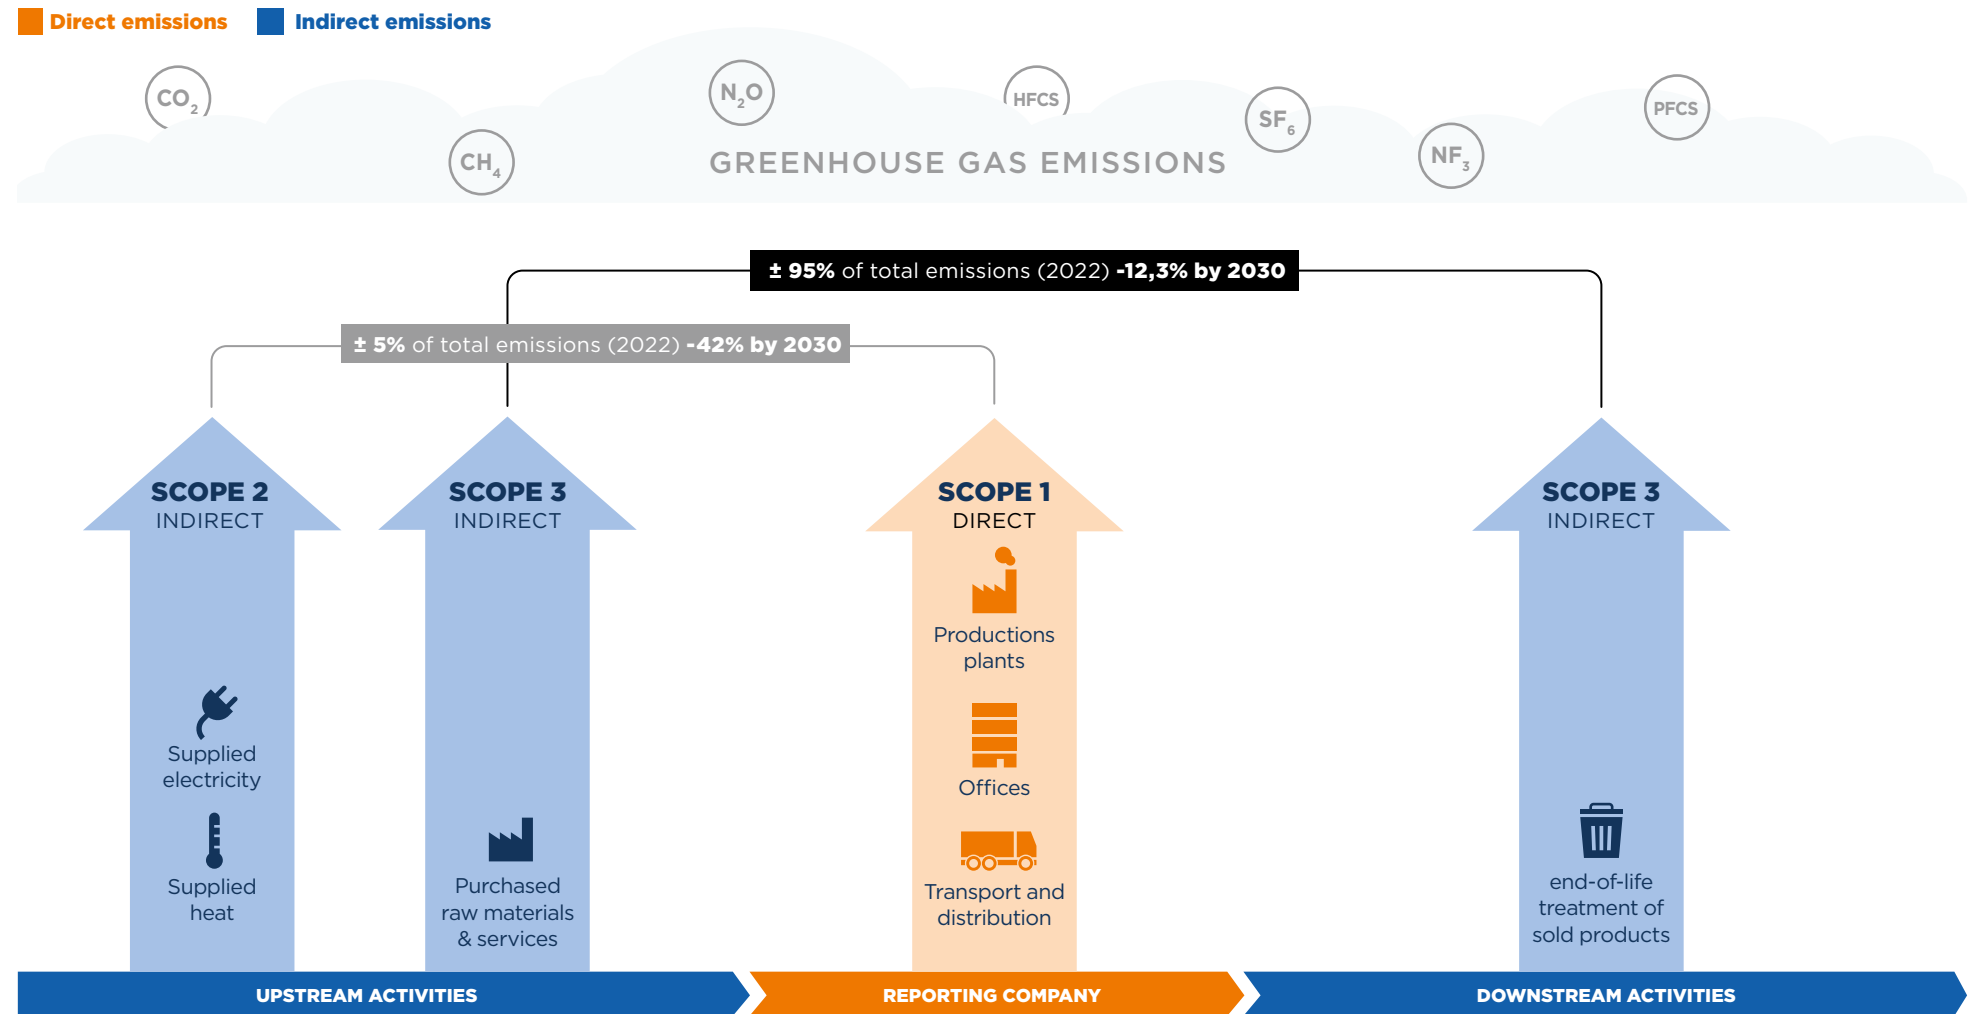 Direct emissions
Indirect emissions
CO2
N2O
HFCS
SF6
PFCS
CH4
NF3
GREENHOUSE GAS EMISSIONS
± 95% of total emissions (2022) -12,3% by 2030
± 5% of total emissions (2022) -42% by 2030
SCOPE 2
INDIRECT
Supplied
electricity
Supplied
heat
SCOPE 3
INDIRECT
Purchased
raw materials
& services
SCOPE 1
DIRECT
Productions
plants
Offices
Transport and
distribution
SCOPE 3
INDIRECT
end-of-life
treatment of
sold products
UPSTREAM ACTIVITIES
REPORTING COMPANY
DOWNSTREAM ACTIVITIES